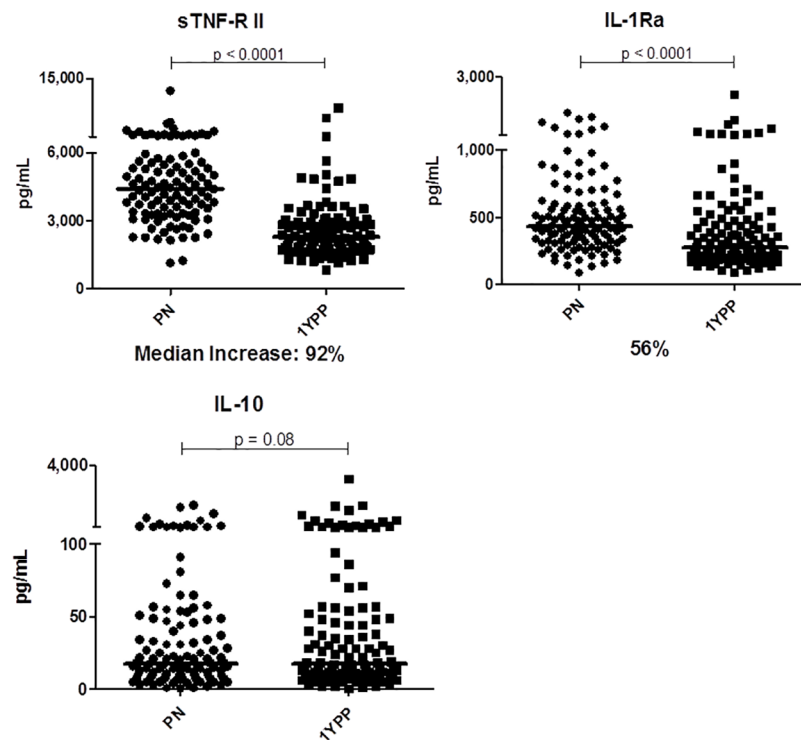 sTNF-R II
p < 0.0001
15,000
6,000
3,000
0
pg/mL
PN
1YPP
Median Increase: 92%
IL-1Ra
p < 0.0001
3,000
1,000
500
0
pg/mL
PN
1YPP
56%
IL-10
p = 0.08
4,000
100
50
0
pg/mL
PN
1YPP